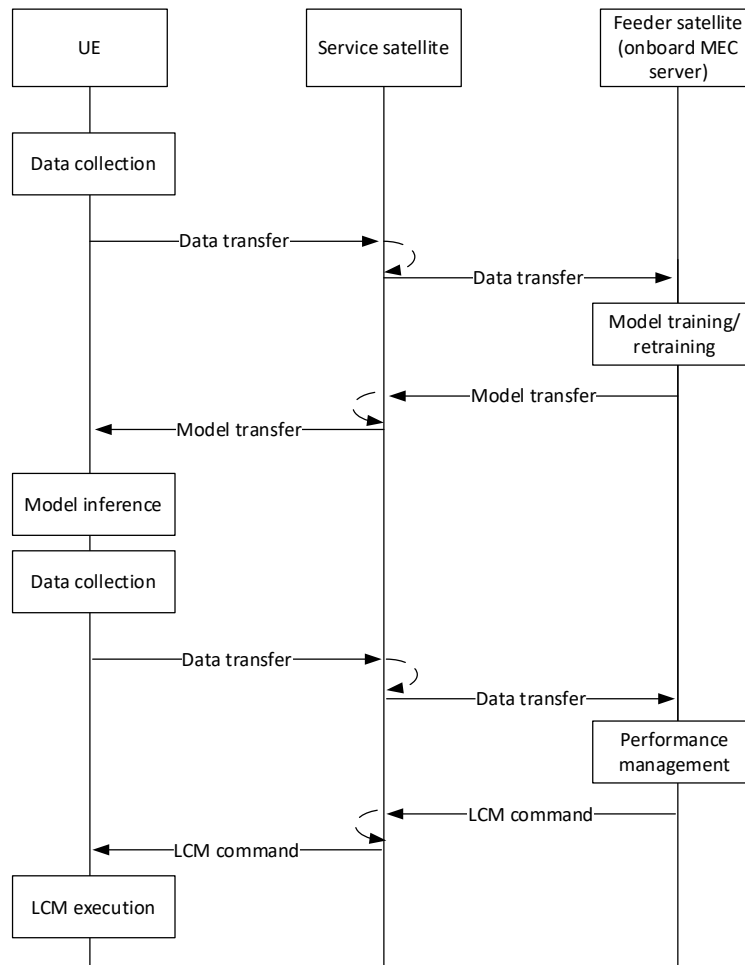 UE
Service satellite
Feeder satellite
(onboard MEC
server)
Data collection
Data transfer
Data transfer
Model training/
retraining
Model transfer
Model transfer
Model inference
Data collection
Data transfer
Data transfer
Performance
management
LCM command
LCM command
LCM execution